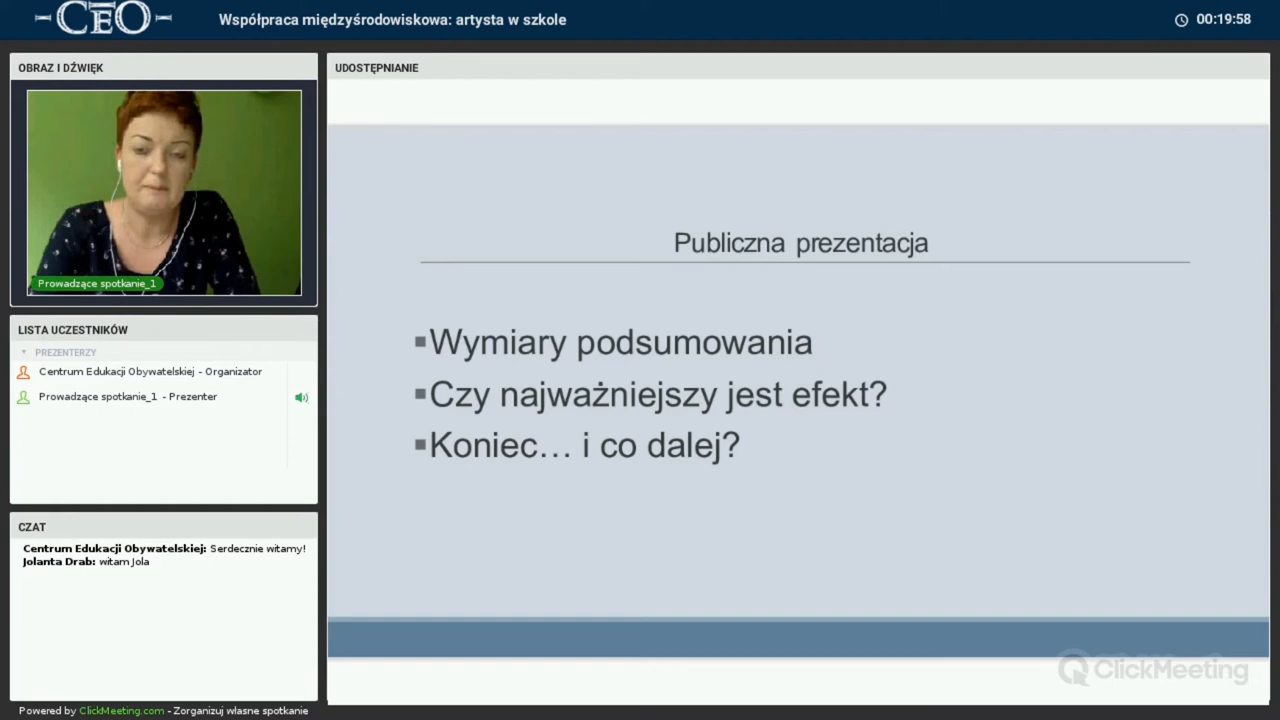 CEO
Współpraca międzyśrodowiskowa: artysta w szkole
00:19:58
OBRAZ I DŹWIĘK
Prowadzące spotkanie_1
LISTA UCZESTNIKÓW
PREZENTERZY
Centrum Edukacji Obywatelskiej - Organizator
Prowadzące spotkanie_1 - Prezenter
CZAT
Centrum Edukacji Obywatelskiej: Serdecznie witamy!
Jolanta Drab: witam Jola
UDOSTĘPNIANIE
Publiczna prezentacja
▪Wymiary podsumowania
▪Czy najważniejszy jest efekt?
▪Koniec… i co dalej?
ClickMeeting
Powered by ClickMeeting.com - Zorganizuj własne spotkanie